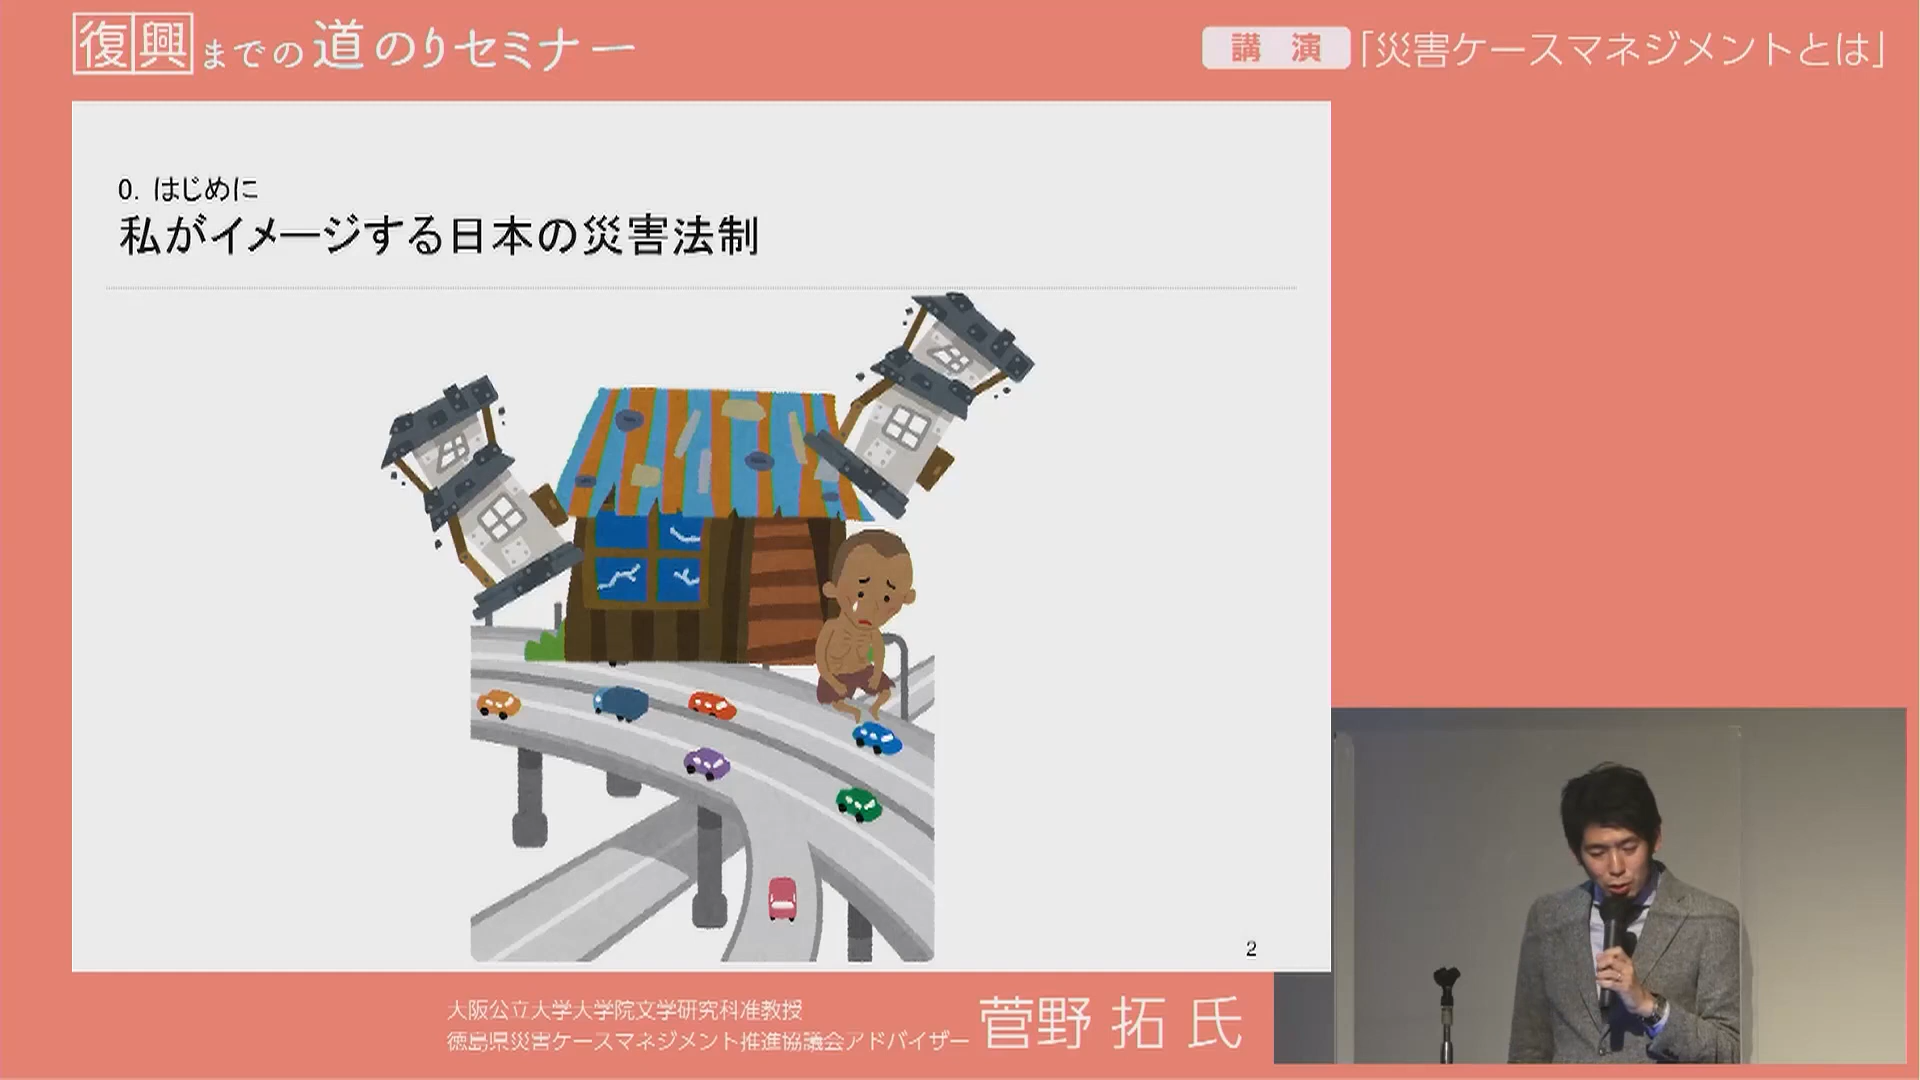 復興までの道のりセミナー
講演「災害ケースマネジメントとは」
0. はじめに
私がイメージする日本の災害法制
2
大阪公立大学大学院文学研究科准教授
徳島県災害ケースマネジメント推進協議会アドバイザー
菅野 拓 氏